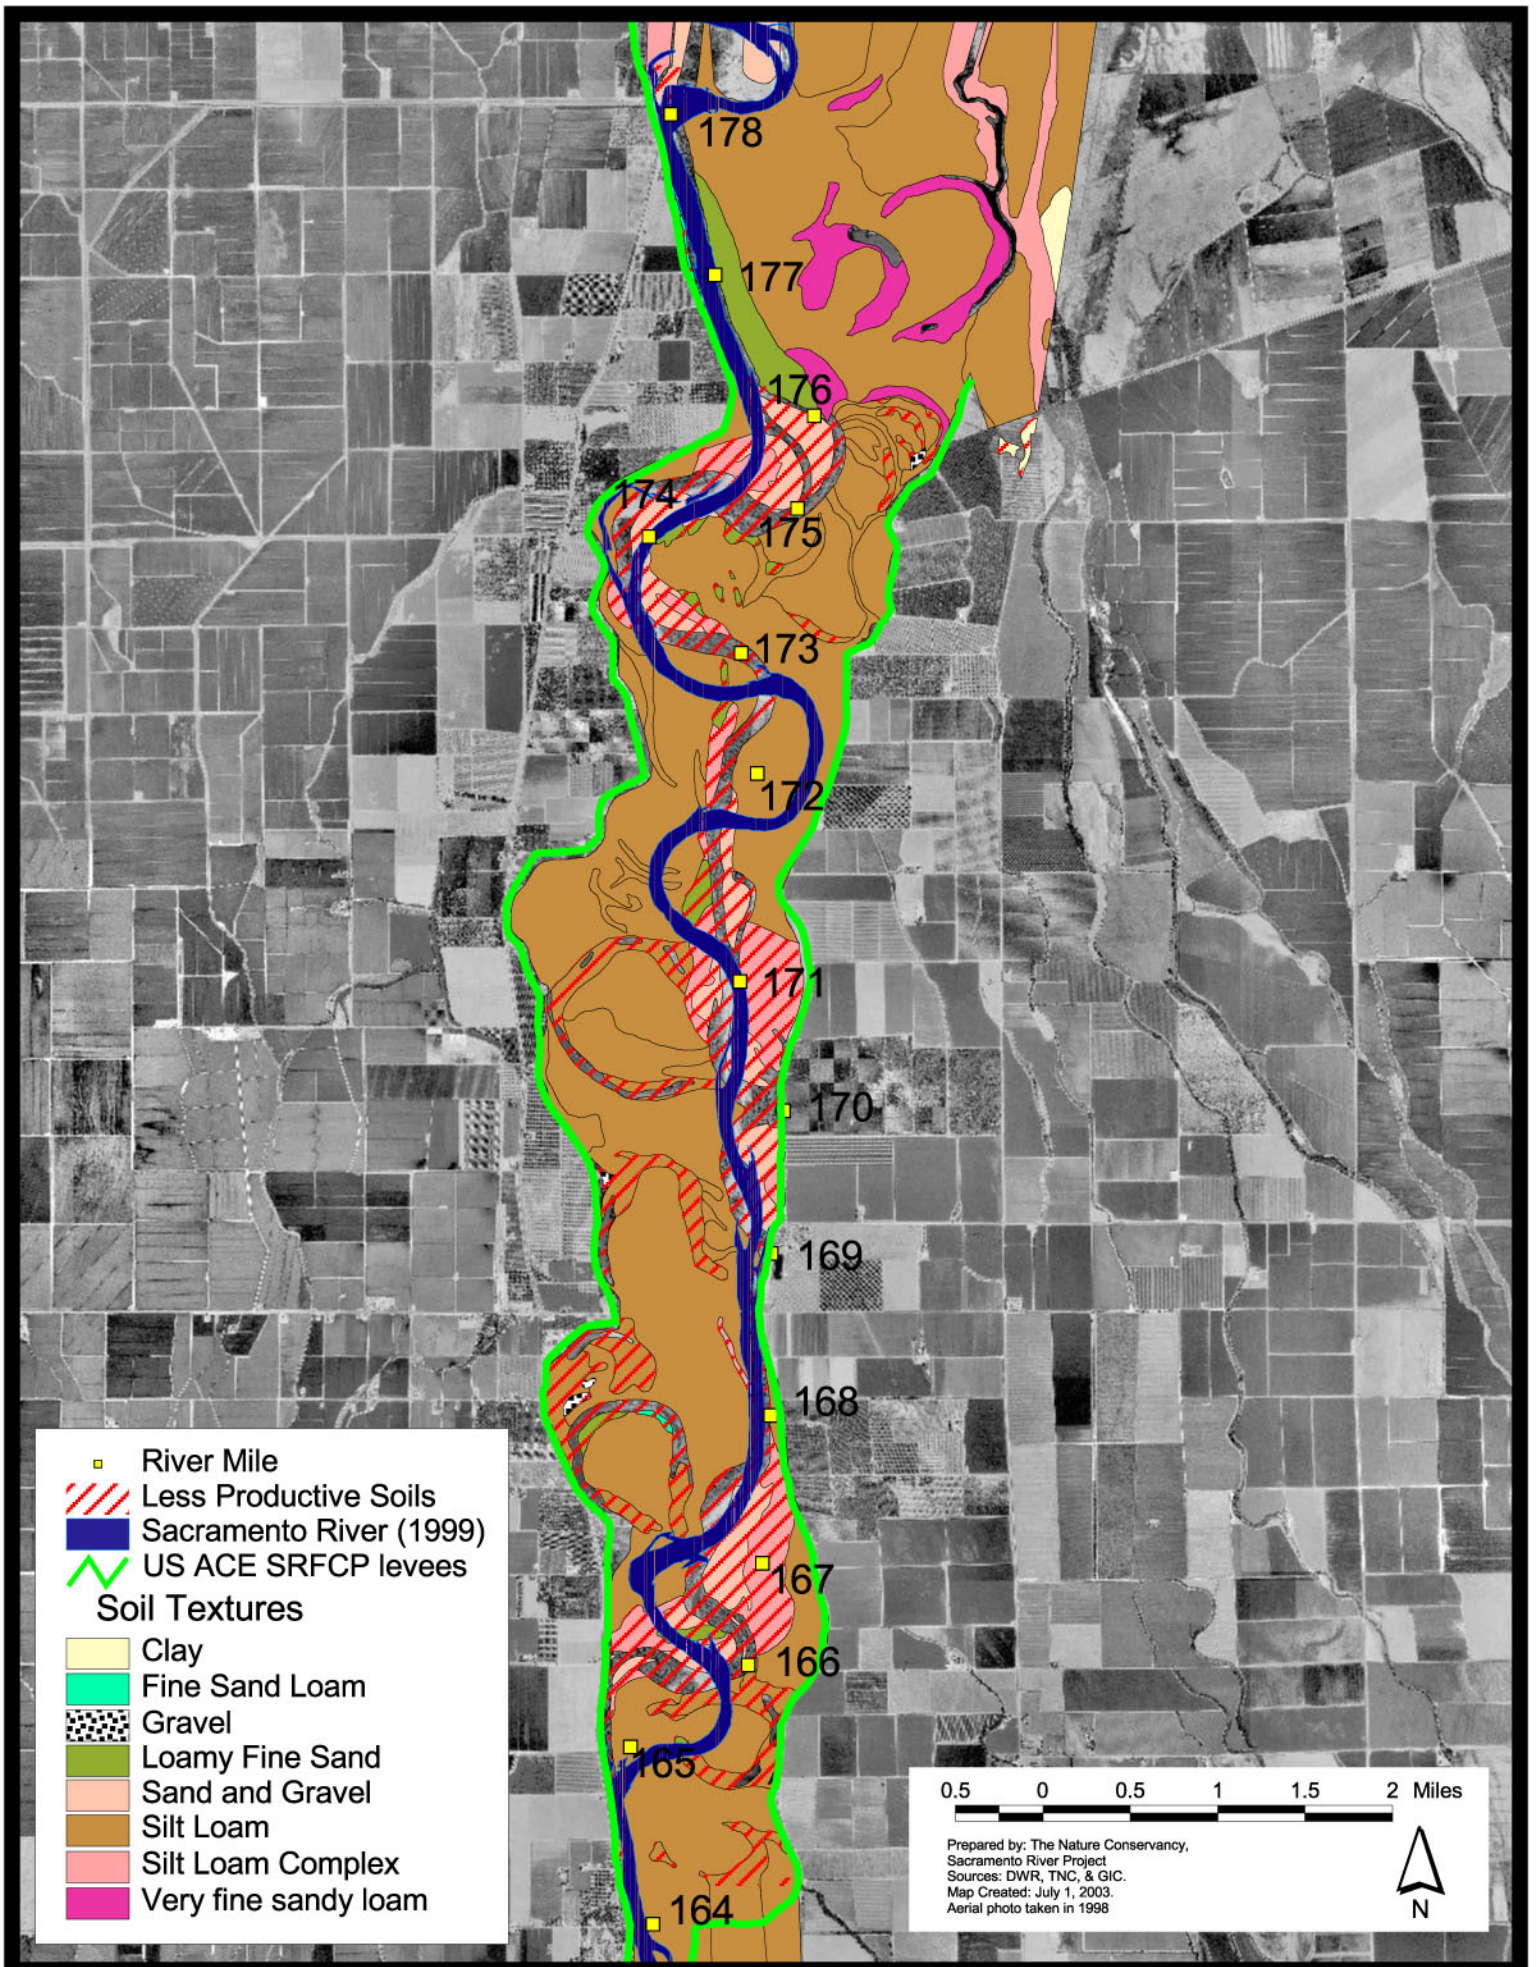 178
177
176
174
175
173
172
171
170
169
168
167
166
165
164
River Mile
Less Productive Soils
Sacramento River (1999)
US ACE SRFCP levees
Soil Textures
Clay
Fine Sand Loam
Gravel
Loamy Fine Sand
Sand and Gravel
Silt Loam
Silt Loam Complex
Very fine sandy loam
0.5 0 0.5 1 1.5 2 Miles
Prepared by: The Nature Conservancy,
Sacramento River Project
Sources: DWR, TNC, & GIC.
Map Created: July 1, 2003.
Aerial photo taken in 1998
N